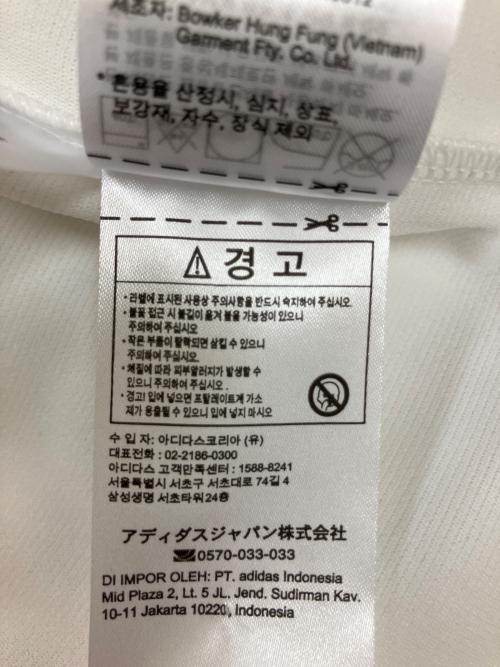 제조자: Bowker Hung Fung (Vietnam)
Garment Fty. Co. Ltd.
* 혼용율 산정시, 심지, 상표,
보강재, 자수, 장식 제외
경고
• 라벨에 표시된 사용상 주의사항을 반드시 숙지하여 주십시오.
• 불꽃 접근 시 불길이 옮겨 붙을 가능성이 있으니
주의하여 주십시오
• 작은 부품이 탈락되면 삼킬 수 있으니
주의하여 주십시오.
• 체질에 따라 피부알러지가 발생할 수
있으니 주의하여 주십시오 .
• 경고! 입에 넣으면 프탈레이트계 가소
제가 용출될 수 있으니 입에 넣지 마시오
수 입 자: 아디다스코리아 (유)
대표전화 : 02-2186-0300
아디다스 고객만족센터 : 1588-8241
서울특별시 서초구 서초대로 74길 4
삼성생명 서초타워24층
アディダスジャパン株式会社
0570-033-033
DI IMPOR OLEH: PT. adidas Indonesia
Mid Plaza 2, Lt. 5 JL. Jend. Sudirman Kav.
10-11 Jakarta 10220, Indonesia